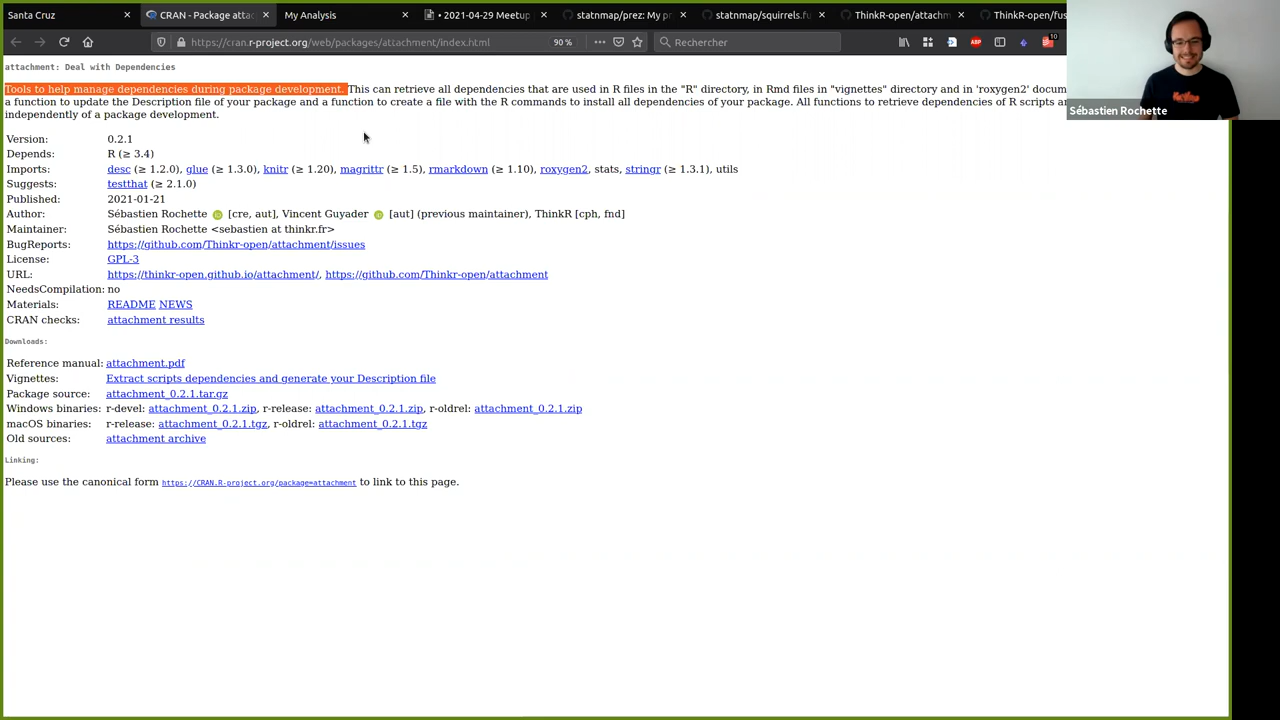 Santa Cruz × CRAN - Package attac × My Analysis × • 2021-04-29 Meetup × statnmap/prez: My pr × statnmap/squirrels.fu × ThinkR-open/attachm × ThinkR-open/fus
https://cran.r-project.org/web/packages/attachment/index.html 90% Rechercher ABP 10
Sébastien Rochette
attachment: Deal with Dependencies
Tools to help manage dependencies during package development. This can retrieve all dependencies that are used in R files in the "R" directory, in Rmd files in "vignettes" directory and in 'roxygen2' docum
a function to update the Description file of your package and a function to create a file with the R commands to install all dependencies of your package. All functions to retrieve dependencies of R scripts a
independently of a package development.
Version: 0.2.1
Depends: R (≥ 3.4)
Imports: desc (≥ 1.2.0), glue (≥ 1.3.0), knitr (≥ 1.20), magrittr (≥ 1.5), rmarkdown (≥ 1.10), roxygen2, stats, stringr (≥ 1.3.1), utils
Suggests: testthat (≥ 2.1.0)
Published: 2021-01-21
Author: Sébastien Rochette iD [cre, aut], Vincent Guyader iD [aut] (previous maintainer), ThinkR [cph, fnd]
Maintainer: Sébastien Rochette <sebastien at thinkr.fr>
BugReports: https://github.com/Thinkr-open/attachment/issues
License: GPL-3
URL: https://thinkr-open.github.io/attachment/, https://github.com/Thinkr-open/attachment
NeedsCompilation: no
Materials: README NEWS
CRAN checks: attachment results
Downloads:
Reference manual: attachment.pdf
Vignettes: Extract scripts dependencies and generate your Description file
Package source: attachment_0.2.1.tar.gz
Windows binaries: r-devel: attachment_0.2.1.zip, r-release: attachment_0.2.1.zip, r-oldrel: attachment_0.2.1.zip
macOS binaries: r-release: attachment_0.2.1.tgz, r-oldrel: attachment_0.2.1.tgz
Old sources: attachment archive
Linking:
Please use the canonical form https://CRAN.R-project.org/package=attachment to link to this page.